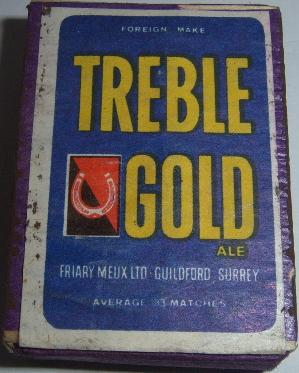 FOREIGN MAKE
TREBLE
GOLD
ALE
FRIARY MEUX LTD · GUILDFORD SURREY
AVERAGE 33 MATCHES